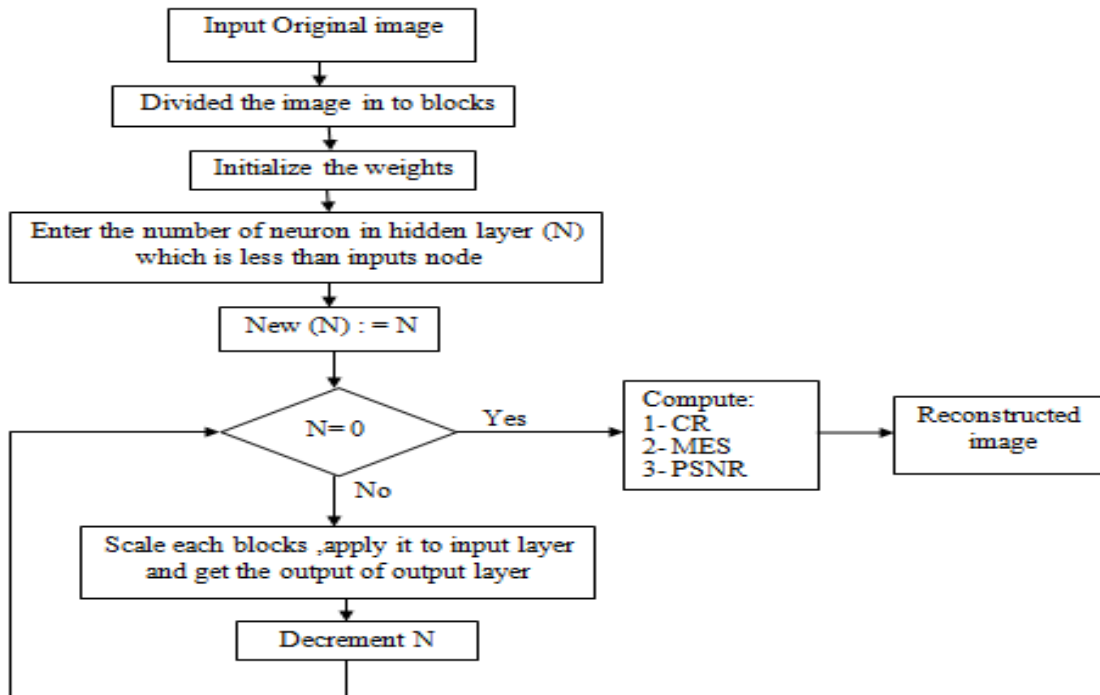 Input Original image
Divided the image in to blocks
Initialize the weights
Enter the number of neuron in hidden layer (N)
which is less than inputs node
New (N) : = N
N= 0
Yes
No
Compute:
1- CR
2- MES
3- PSNR
Reconstructed
image
Scale each blocks ,apply it to input layer
and get the output of output layer
Decrement N